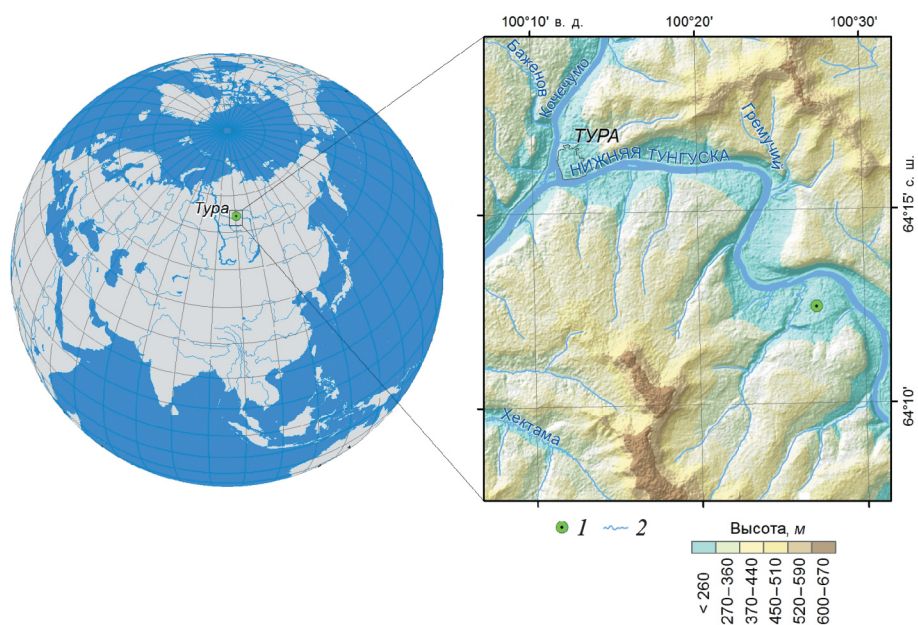 100°10' в. д.
100°20'
100°30'
Баженов
Кочечумо
Гремучий
ТУРА
НИЖНЯЯ ТУНГУСКА
64°15' с. ш.
Тура
64°10'
Хектама
1
2
Высота, м
< 260
270–360
370–440
450–510
520–590
600–670